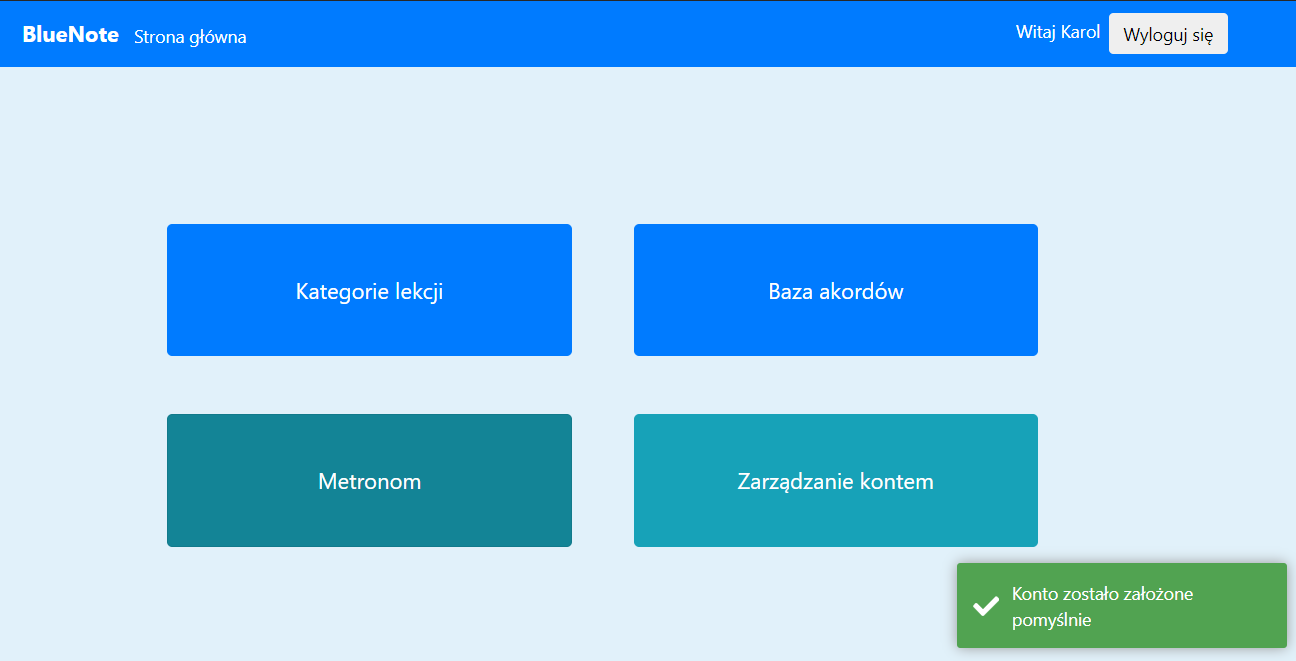 BlueNote Strona główna Witaj Karol Wyloguj się
Kategorie lekcji
Baza akordów
Metronom
Zarządzanie kontem
Konto zostało założone
pomyślnie